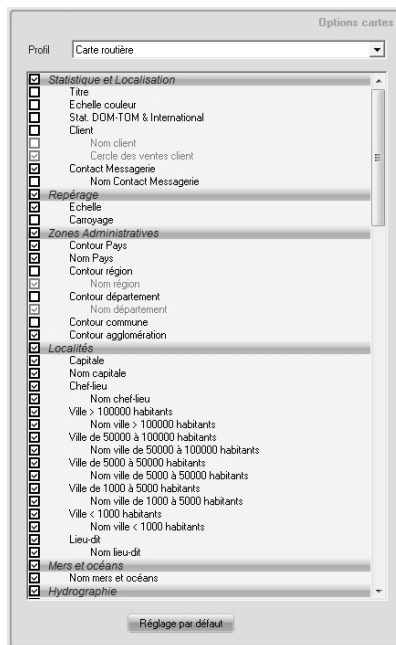 Options cartes
Profil Carte routière
Statistique et Localisation
Titre
Echelle couleur
Stat. DOM-TOM & International
Client
Nom client
Cercle des ventes client
Contact Messagerie
Nom Contact Messagerie
Repérage
Echelle
Carroyage
Zones Administratives
Contour Pays
Nom Pays
Contour région
Nom région
Contour département
Nom département
Contour commune
Contour agglomération
Localités
Capitale
Nom capitale
Chef-lieu
Nom chef-lieu
Ville > 100000 habitants
Nom ville > 100000 habitants
Ville de 50000 à 100000 habitants
Nom ville de 50000 à 100000 habitants
Ville de 5000 à 50000 habitants
Nom ville de 5000 à 50000 habitants
Ville de 1000 à 5000 habitants
Nom ville de 1000 à 5000 habitants
Ville < 1000 habitants
Nom ville < 1000 habitants
Lieu-dit
Nom lieu-dit
Mers et océans
Nom mers et océans
Hydrographie
Réglage par défaut